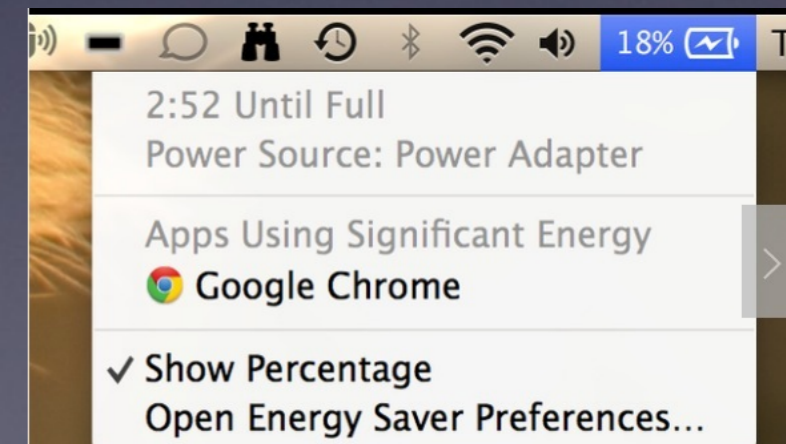 18%
2:52 Until Full
Power Source: Power Adapter
Apps Using Significant Energy
Google Chrome
✓ Show Percentage
Open Energy Saver Preferences...